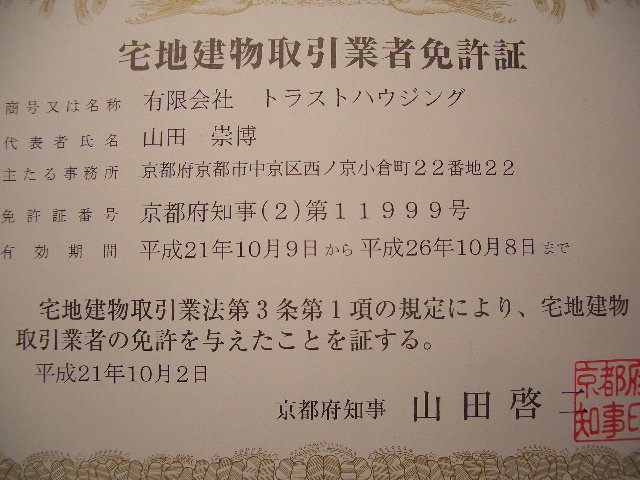 宅地建物取引業者免許証
商号又は名称 有限会社 トラストハウジング
代表者氏名 山田 崇博
主たる事務所 京都府京都市中京区西ノ京小倉町22番地22
免許証番号 京都府知事(2)第11999号
有効期間 平成21年10月9日から平成26年10月8日まで
宅地建物取引業法第3条第1項の規定により、宅地建物
取引業者の免許を与えたことを証する。
平成21年10月2日
京都府知事 山田啓二
京都府
知事印